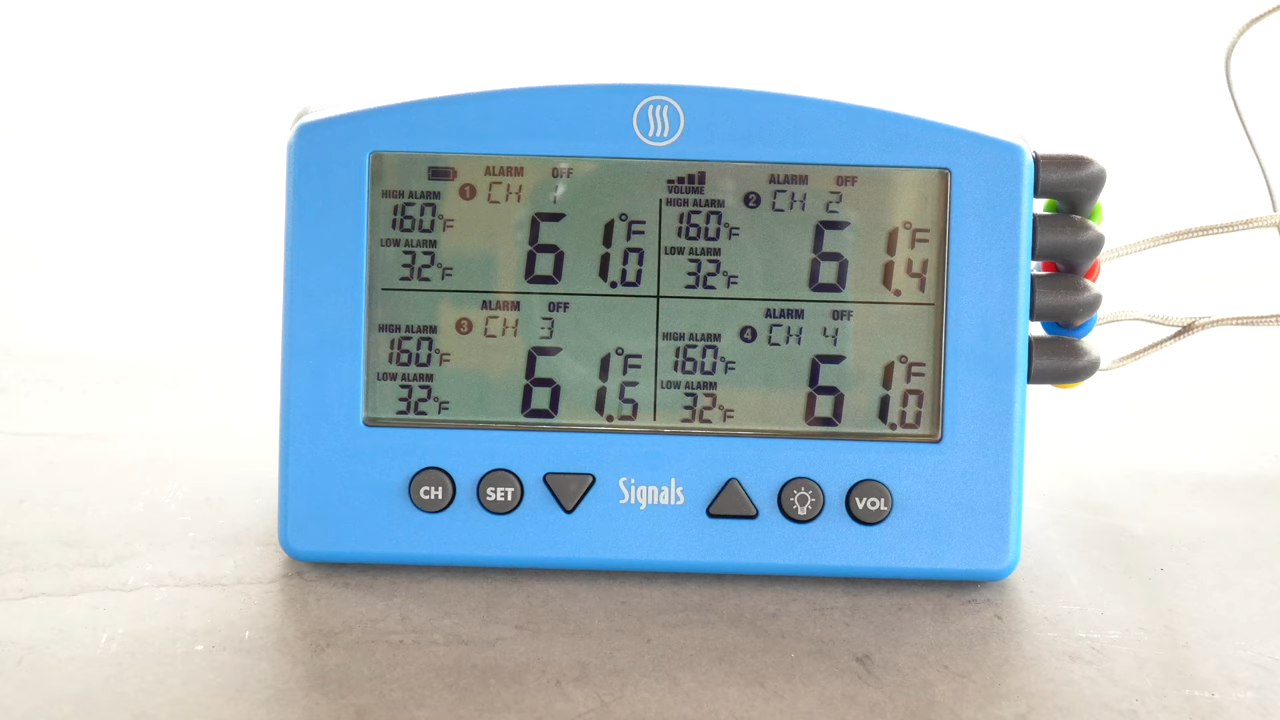 ALARM OFF
1 CH 1
HIGH ALARM
160°F
LOW ALARM
32°F
61.0°F
VOLUME
ALARM OFF
2 CH 2
HIGH ALARM
160°F
LOW ALARM
32°F
61.4°F
ALARM OFF
3 CH 3
HIGH ALARM
160°F
LOW ALARM
32°F
61.5°F
ALARM OFF
4 CH 4
HIGH ALARM
160°F
LOW ALARM
32°F
61.0°F
CH SET Signals VOL